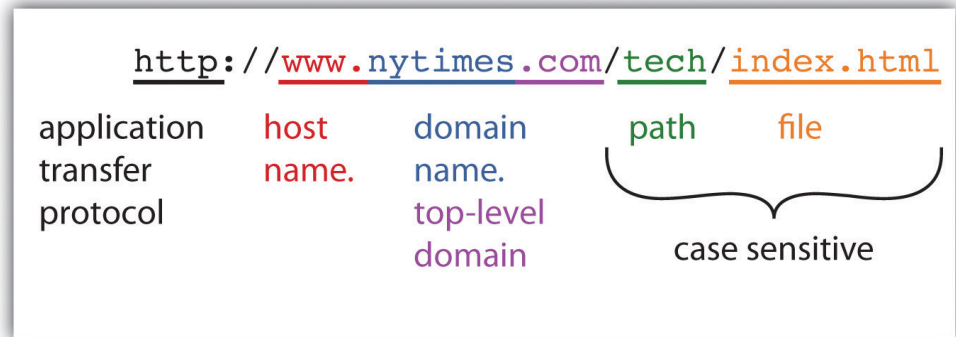 http://www.nytimes.com/tech/index.html
application transfer protocol
host name.
domain name.
top-level domain
path
file
case sensitive